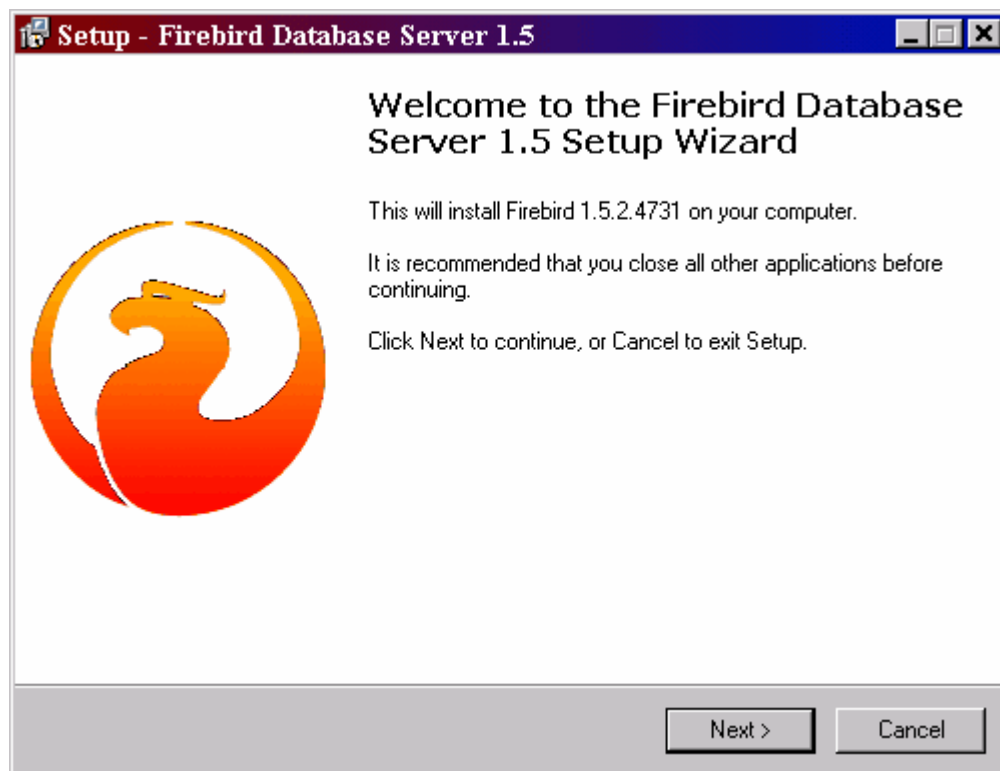 Setup - Firebird Database Server 1.5
Welcome to the Firebird Database
Server 1.5 Setup Wizard
This will install Firebird 1.5.2.4731 on your computer.
It is recommended that you close all other applications before
continuing.
Click Next to continue, or Cancel to exit Setup.
Next >
Cancel